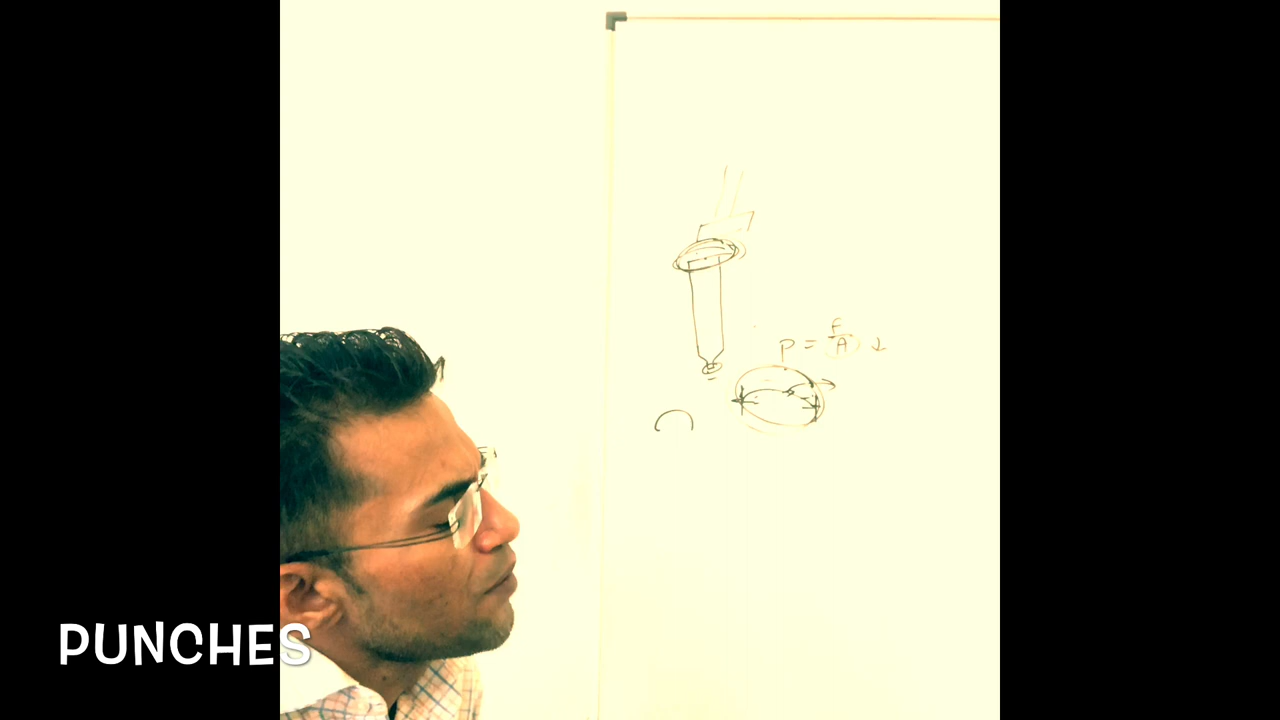 P = F/A ↓
PUNCHES